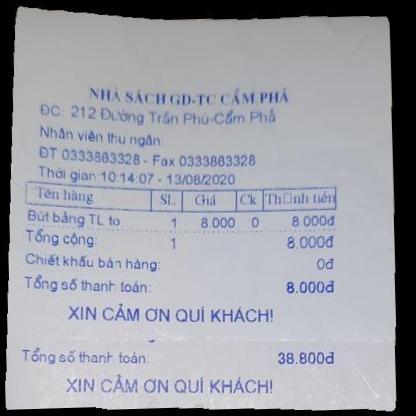 NHÀ SÁCH GD-TC CẨM PHẢ
ĐC: 212 Đường Trần Phú-Cẩm Phả
Nhân viên thu ngân:
ĐT 0333863328 - Fax 0333863328
Thời gian:10:14:07 - 13/08/2020
Tên hàng SL Giá Ck Th□nh tiền
Bút bảng TL to 1 8.000 0 8.000đ
Tổng cộng: 1 8.000đ
Chiết khấu bán hàng: 0đ
Tổng số thanh toán: 8.000đ
XIN CẢM ƠN QUÍ KHÁCH!
Tổng số thanh toán: 38.800đ
XIN CẢM ƠN QUÍ KHÁCH!